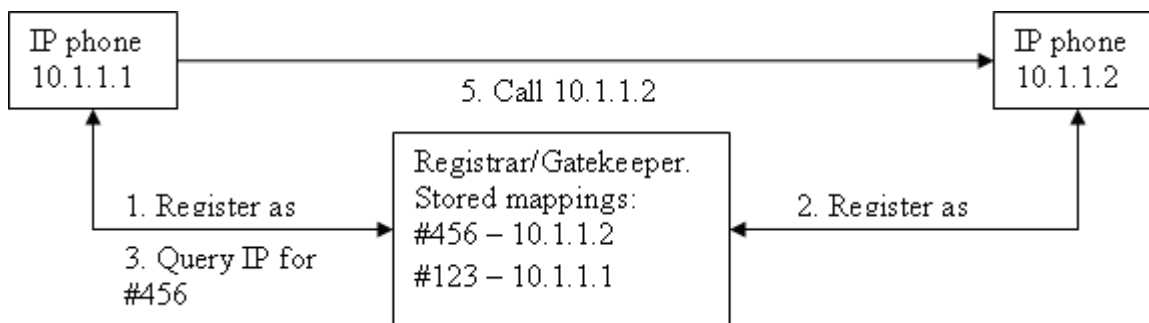 IP phone
10.1.1.1
IP phone
10.1.1.2
5. Call 10.1.1.2
Registrar/Gatekeeper.
Stored mappings:
#456 – 10.1.1.2
#123 – 10.1.1.1
1. Register as
3. Query IP for
#456
2. Register as